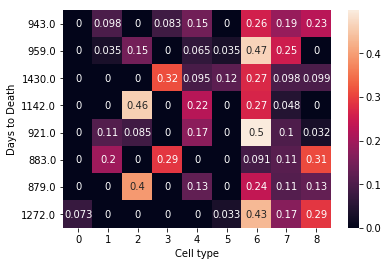 943.0 0 0.098 0 0.083 0.15 0 0.26 0.19 0.23
959.0 0 0.035 0.15 0 0.065 0.035 0.47 0.25 0
1430.0 0 0 0 0.32 0.095 0.12 0.27 0.098 0.099
1142.0 0 0 0.46 0 0.22 0 0.27 0.048 0
921.0 0 0.11 0.085 0 0.17 0 0.5 0.1 0.032
883.0 0 0.2 0 0.29 0 0 0.091 0.11 0.31
879.0 0 0 0.4 0 0.13 0 0.24 0.11 0.13
1272.0 0.073 0 0 0 0 0.033 0.43 0.17 0.29
0 1 2 3 4 5 6 7 8
Cell type
Days to Death
0.4
0.3
0.2
0.1
0.0